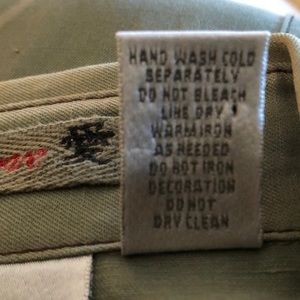 HAND WASH COLD
SEPARATELY
DO NOT BLEACH
LINE DRY
WARM IRON
AS NEEDED
DO NOT IRON
DECORATION
DO NOT
DRY CLEAN